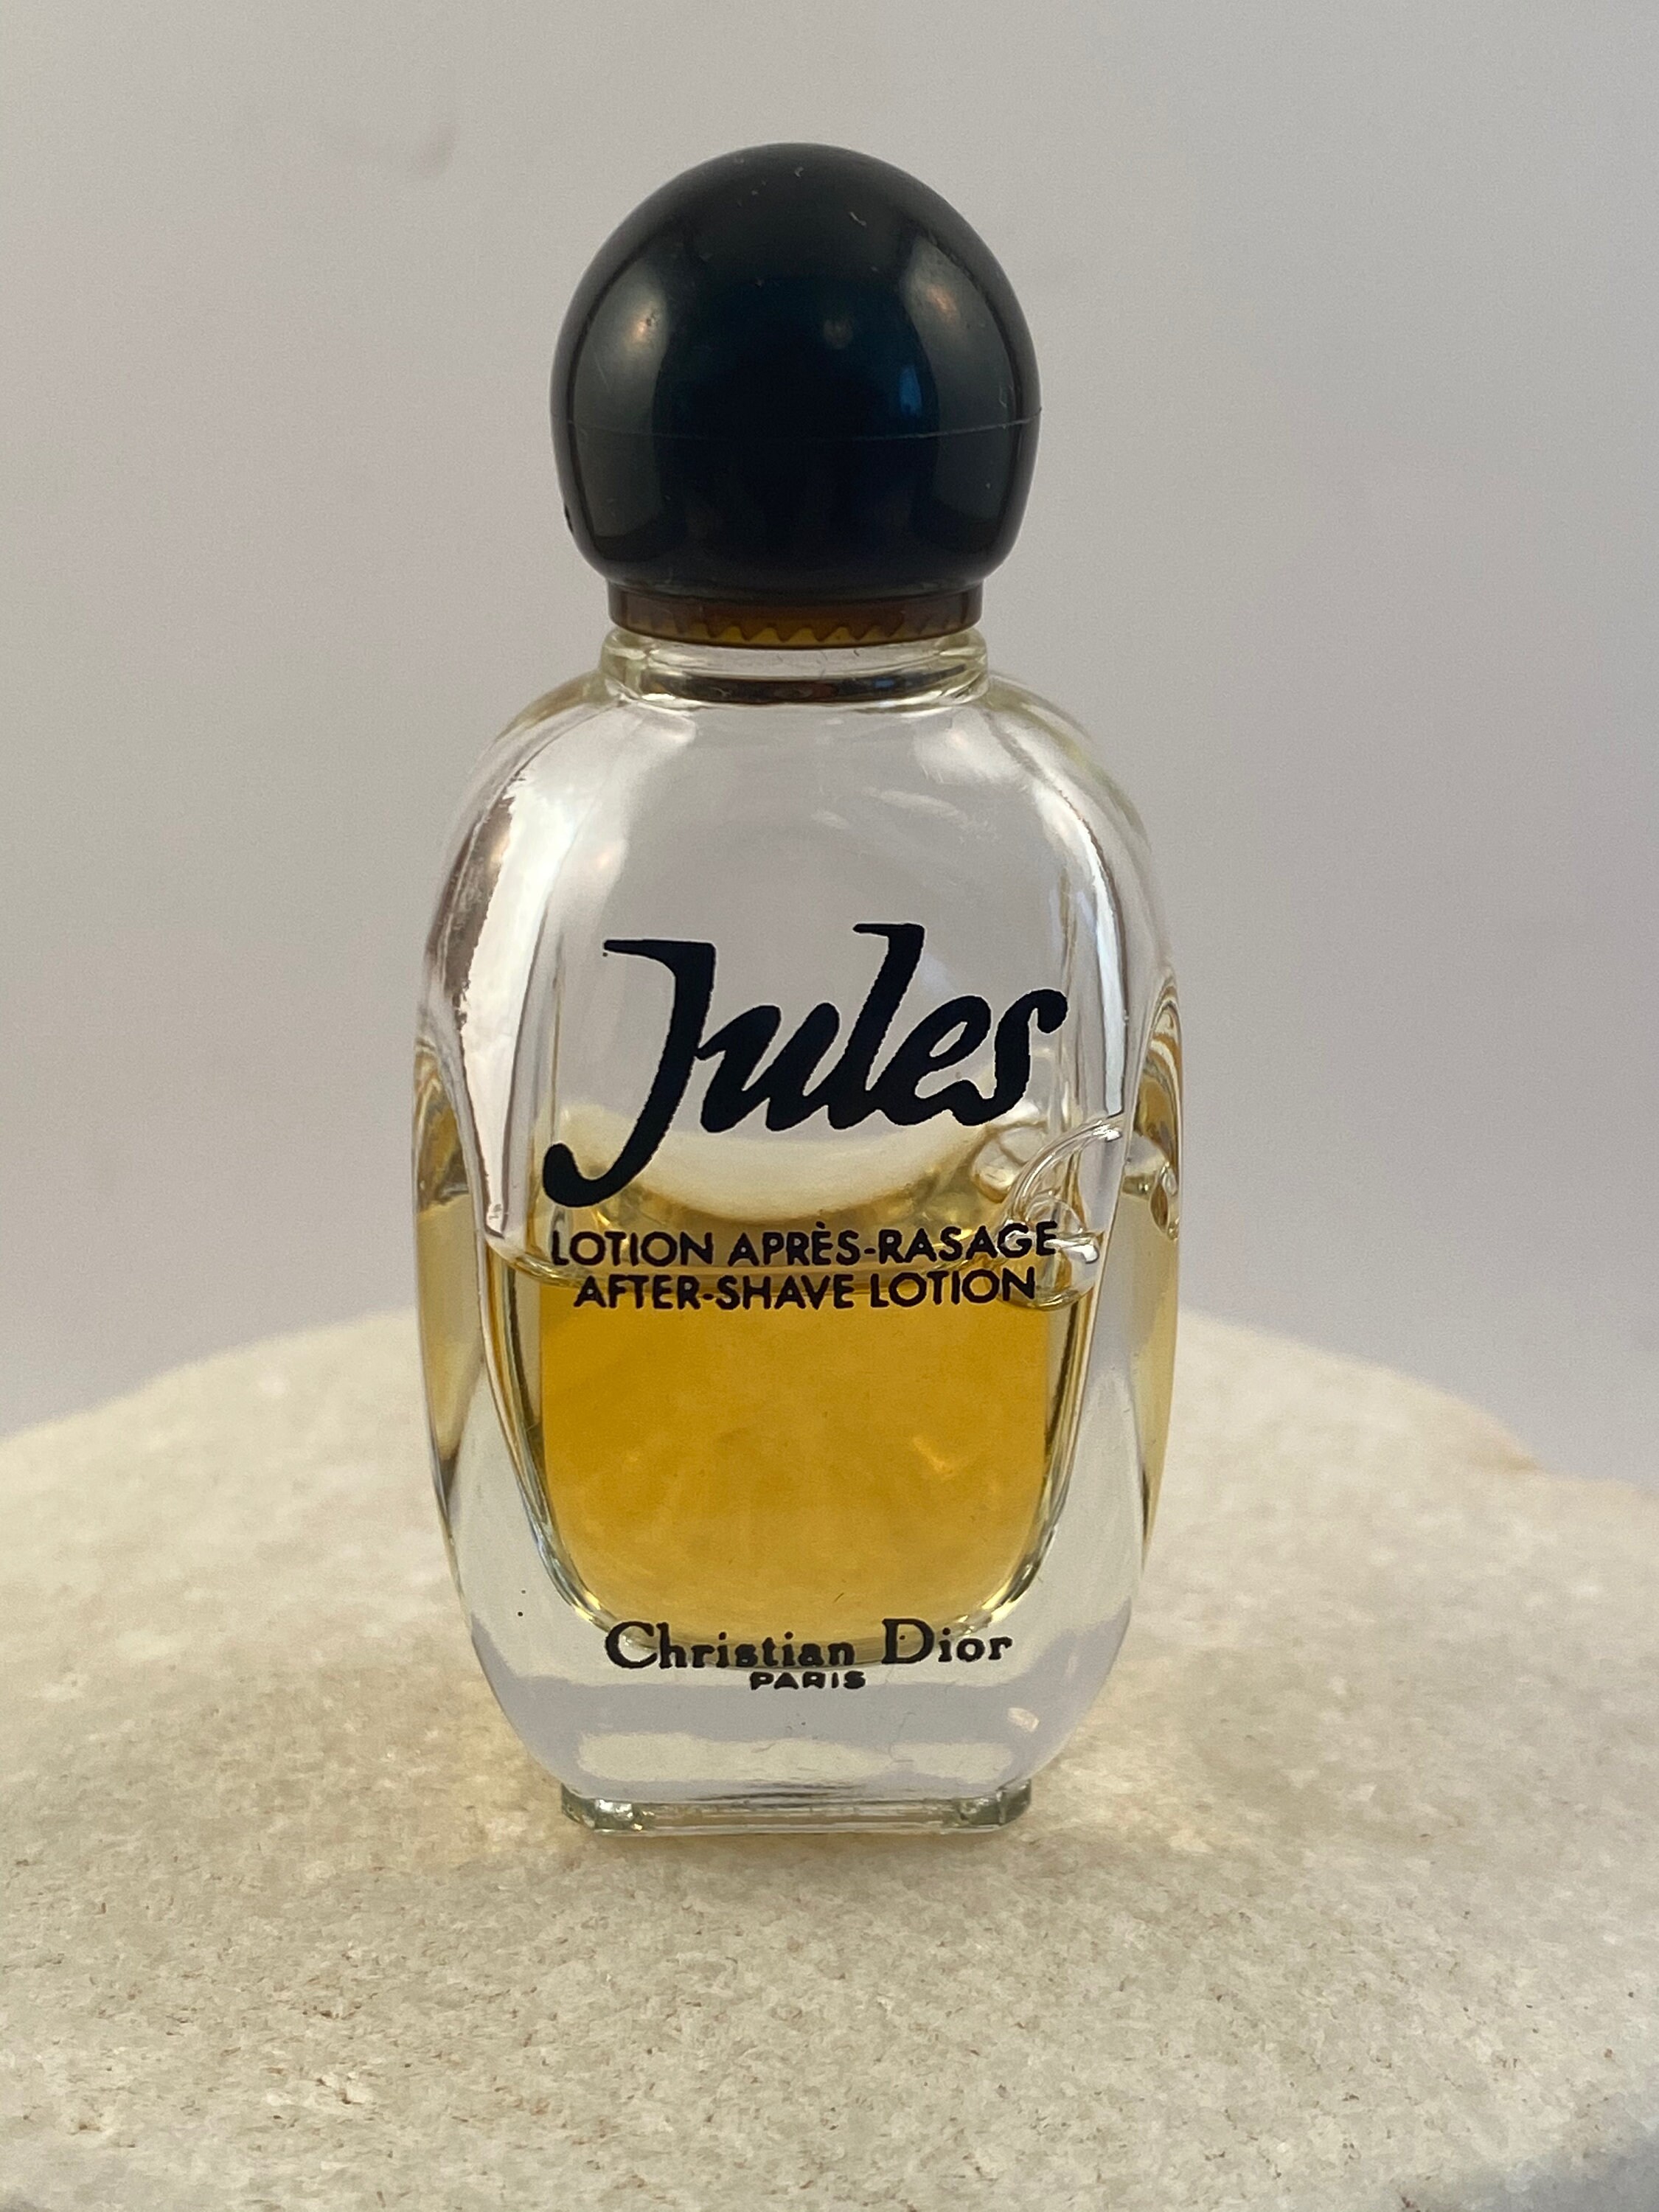 Jules
LOTION APRÈS-RASAGE
AFTER-SHAVE LOTION
Christian Dior
PARIS